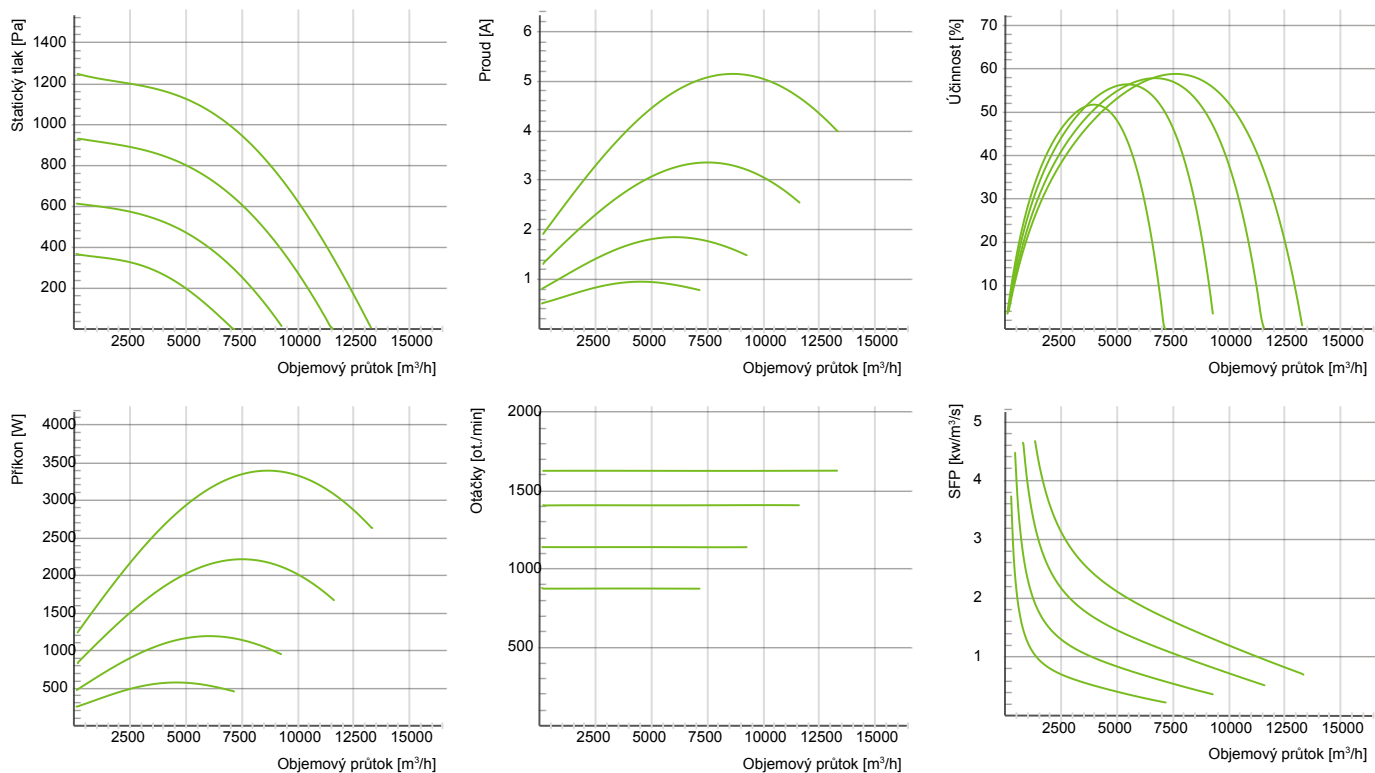 Statický tlak [Pa]
1400
1200
1000
800
600
400
200
2500 5000 7500 10000 12500 15000
Objemový průtok [m³/h]
Proud [A]
6
5
4
3
2
1
2500 5000 7500 10000 12500 15000
Objemový průtok [m³/h]
Účinnost [%]
70
60
50
40
30
20
10
2500 5000 7500 10000 12500 15000
Objemový průtok [m³/h]
Příkon [W]
4000
3500
3000
2500
2000
1500
1000
500
2500 5000 7500 10000 12500 15000
Objemový průtok [m³/h]
Otáčky [ot./min]
2000
1500
1000
500
2500 5000 7500 10000 12500 15000
Objemový průtok [m³/h]
SFP [kw/m³/s]
5
4
3
2
1
2500 5000 7500 10000 12500 15000
Objemový průtok [m³/h]